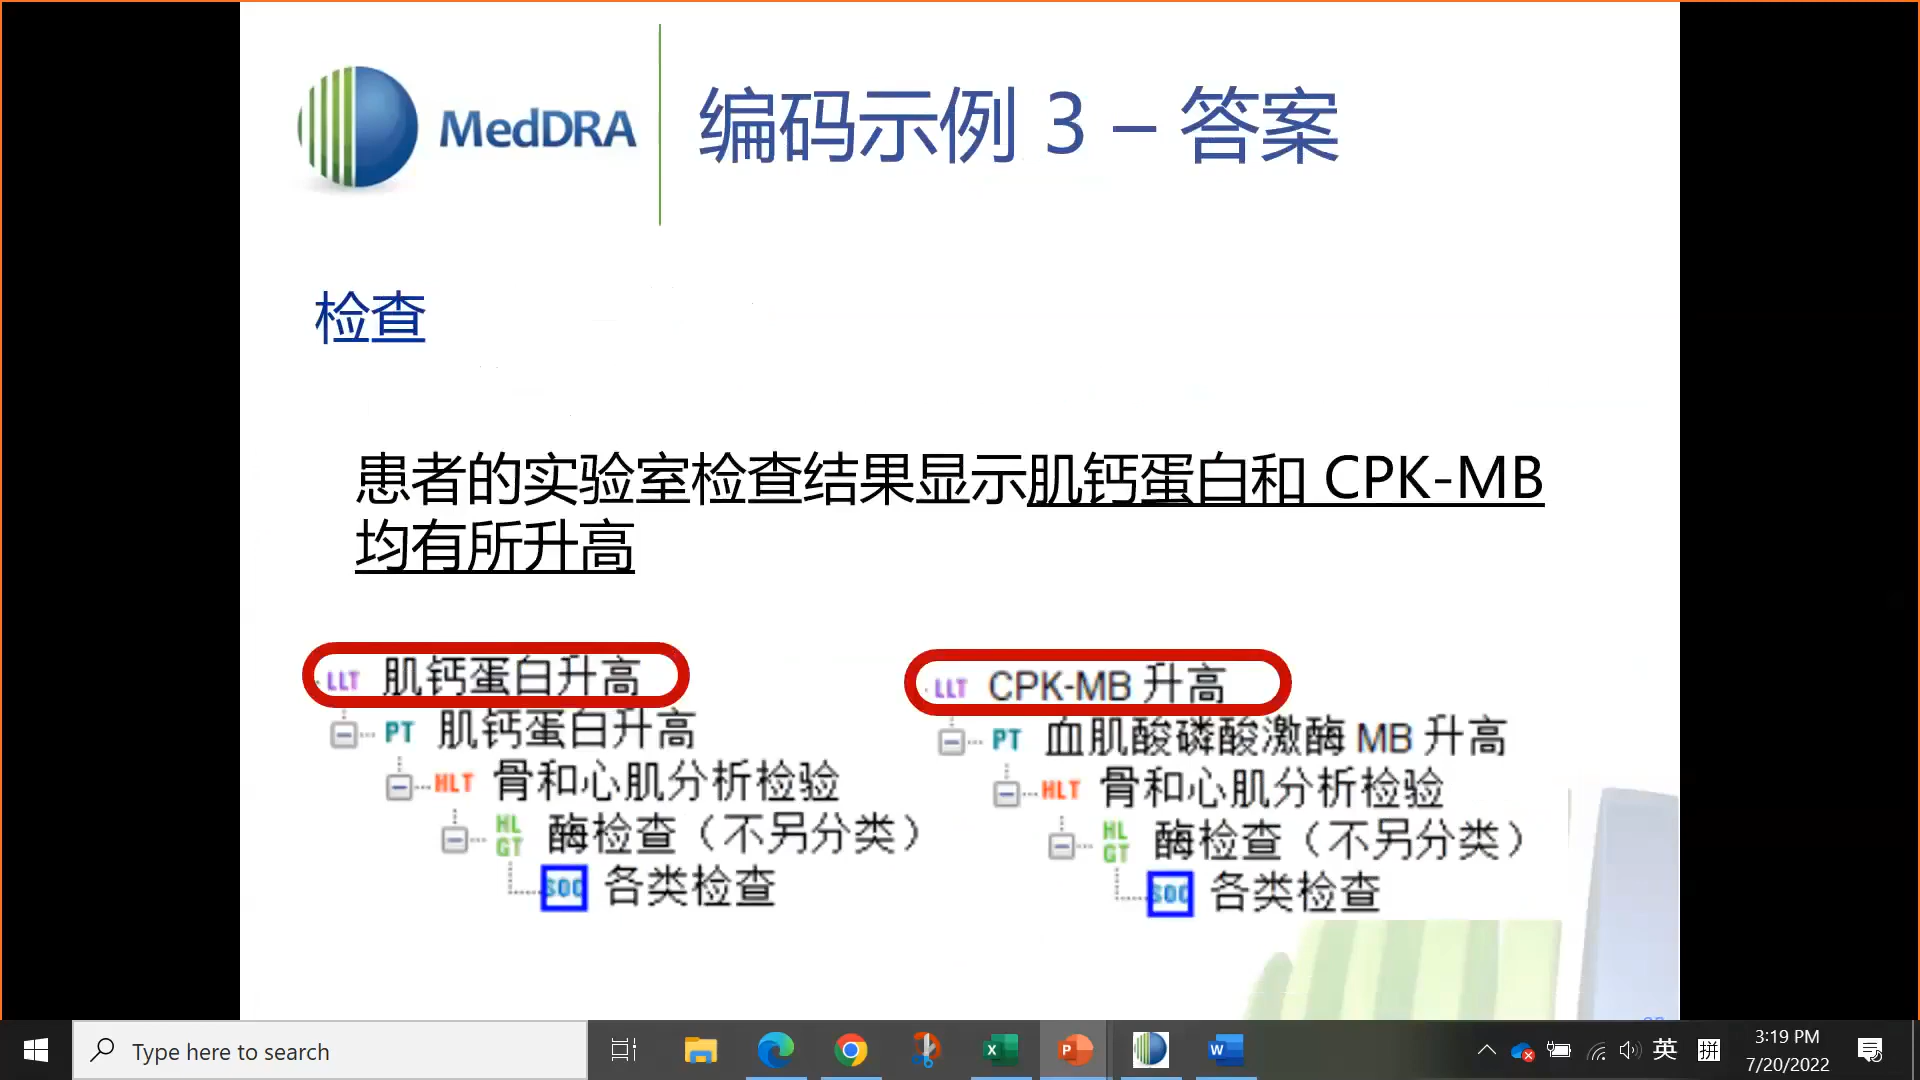 MedDRA
编码示例 3 – 答案
检查
患者的实验室检查结果显示肌钙蛋白和 CPK-MB
均有所升高
LLT 肌钙蛋白升高
PT 肌钙蛋白升高
HLT 骨和心肌分析检验
HLGT 酶检查（不另分类）
SOC 各类检查
LLT CPK-MB 升高
PT 血肌酸磷酸激酶 MB 升高
HLT 骨和心肌分析检验
HLGT 酶检查（不另分类）
SOC 各类检查
Type here to search
英
拼
3:19 PM
7/20/2022